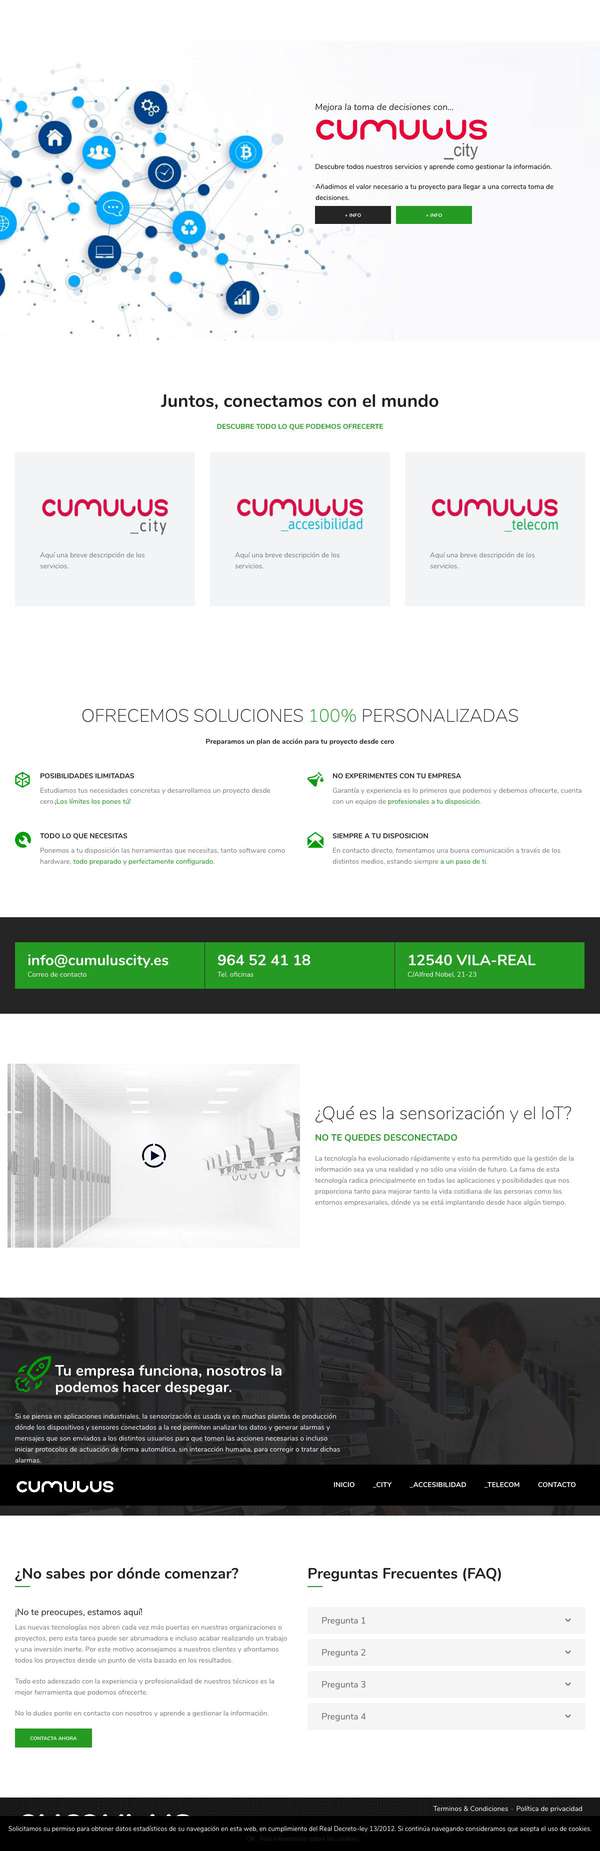 Mejora la toma de decisiones con...
cumulus
_city
Descubre todos nuestros servicios y aprende como gestionar la información.
Añadimos el valor necesario a tu proyecto para llegar a una correcta toma de
decisiones.
+ INFO
+ INFO
Juntos, conectamos con el mundo
DESCUBRE TODO LO QUE PODEMOS OFRECERTE
cumulus
_city
Aquí una breve descripción de los
servicios.
cumulus
_accesibilidad
Aquí una breve descripción de los
servicios.
cumulus
_telecom
Aquí una breve descripción de los
servicios.
OFRECEMOS SOLUCIONES 100% PERSONALIZADAS
Preparamos un plan de acción para tu proyecto desde cero
POSIBILIDADES ILIMITADAS
Estudiamos tus necesidades concretas y desarrollamos un proyecto desde
cero ¡Los límites los pones tú!
NO EXPERIMENTES CON TU EMPRESA
Garantía y experiencia es lo primeros que podemos y debemos ofrecerte, cuenta
con un equipo de profesionales a tu disposición.
TODO LO QUE NECESITAS
Ponemos a tu disposición las herramientas que necesitas, tanto software como
hardware, todo preparado y perfectamente configurado.
SIEMPRE A TU DISPOSICION
En contacto directo, fomentamos una buena comunicación a través de los
distintos medios, estando siempre a un paso de ti.
info@cumuluscity.es
Correo de contacto
964 52 41 18
Tel. oficinas
12540 VILA-REAL
C/Alfred Nobel, 21-23
¿Qué es la sensorización y el IoT?
NO TE QUEDES DESCONECTADO
La tecnología ha evolucionado rápidamente y esto ha permitido que la gestión de la
información sea ya una realidad y no sólo una visión de futuro. La fama de esta
tecnología radica principalmente en todas las aplicaciones y posibilidades que nos
proporciona tanto para mejorar tanto la vida cotidiana de las personas como los
entornos empresariales, dónde ya se está implantando desde hace algún tiempo.
Tu empresa funciona, nosotros la
podemos hacer despegar.
Si se piensa en aplicaciones industriales, la sensorización es usada ya en muchas plantas de producción
dónde los dispositivos y sensores conectados a la red permiten analizar los datos y generar alarmas y
mensajes que son enviados a los distintos usuarios para que tomen las acciones necesarias o incluso
iniciar protocolos de actuación de forma automática, sin interacción humana, para corregir o tratar dichas
alarmas.
cumulus
INICIO
_CITY
_ACCESIBILIDAD
_TELECOM
CONTACTO
¿No sabes por dónde comenzar?
¡No te preocupes, estamos aquí!
Las nuevas tecnologías nos abren cada vez más puertas en nuestras organizaciones o
proyectos, pero esta tarea puede ser abrumadora e incluso acabar realizando un trabajo
y una inversión inerte. Por este motivo aconsejamos a nuestros clientes y afrontamos
todos los proyectos desde un punto de vista basado en los resultados.
Todo esto aderezado con la experiencia y profesionalidad de nuestros técnicos es la
mejor herramienta que podemos ofrecerte.
No lo dudes ponte en contacto con nosotros y aprende a gestionar la información.
CONTACTA AHORA
Preguntas Frecuentes (FAQ)
Pregunta 1
Pregunta 2
Pregunta 3
Pregunta 4
Terminos & Condiciones - Política de privacidad
Solicitamos su permiso para obtener datos estadísticos de su navegación en esta web, en cumplimiento del Real Decreto-ley 13/2012. Si continúa navegando consideramos que acepta el uso de cookies.